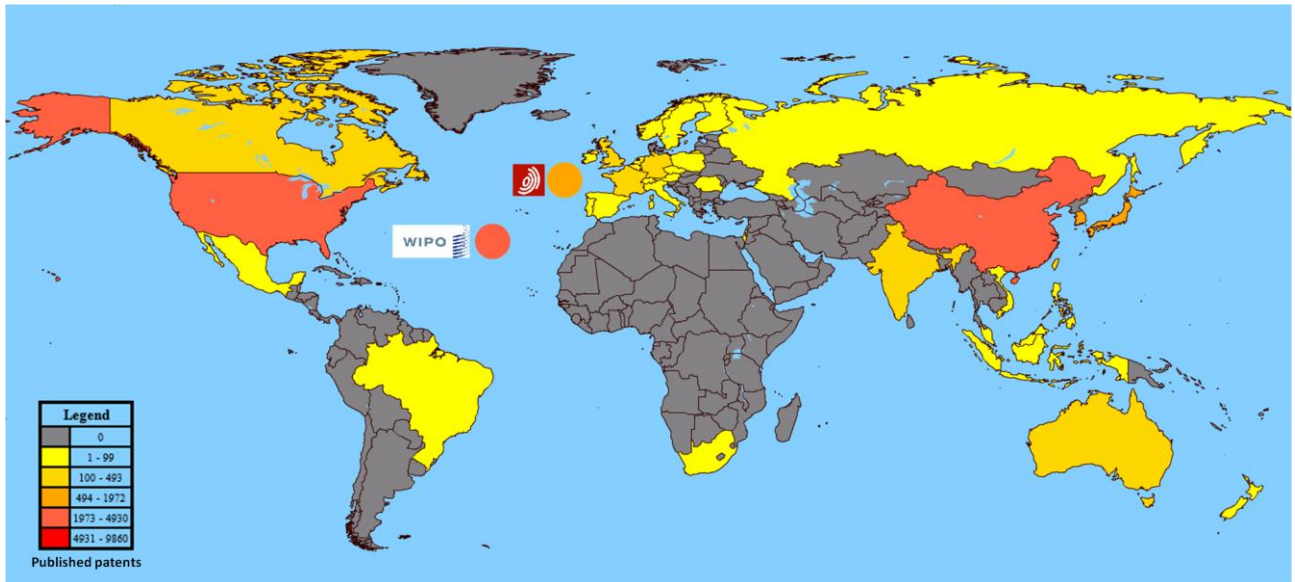 WIPO
Legend
0
1 - 99
100 - 493
494 - 1972
1973 - 4930
4931 - 9860
Published patents